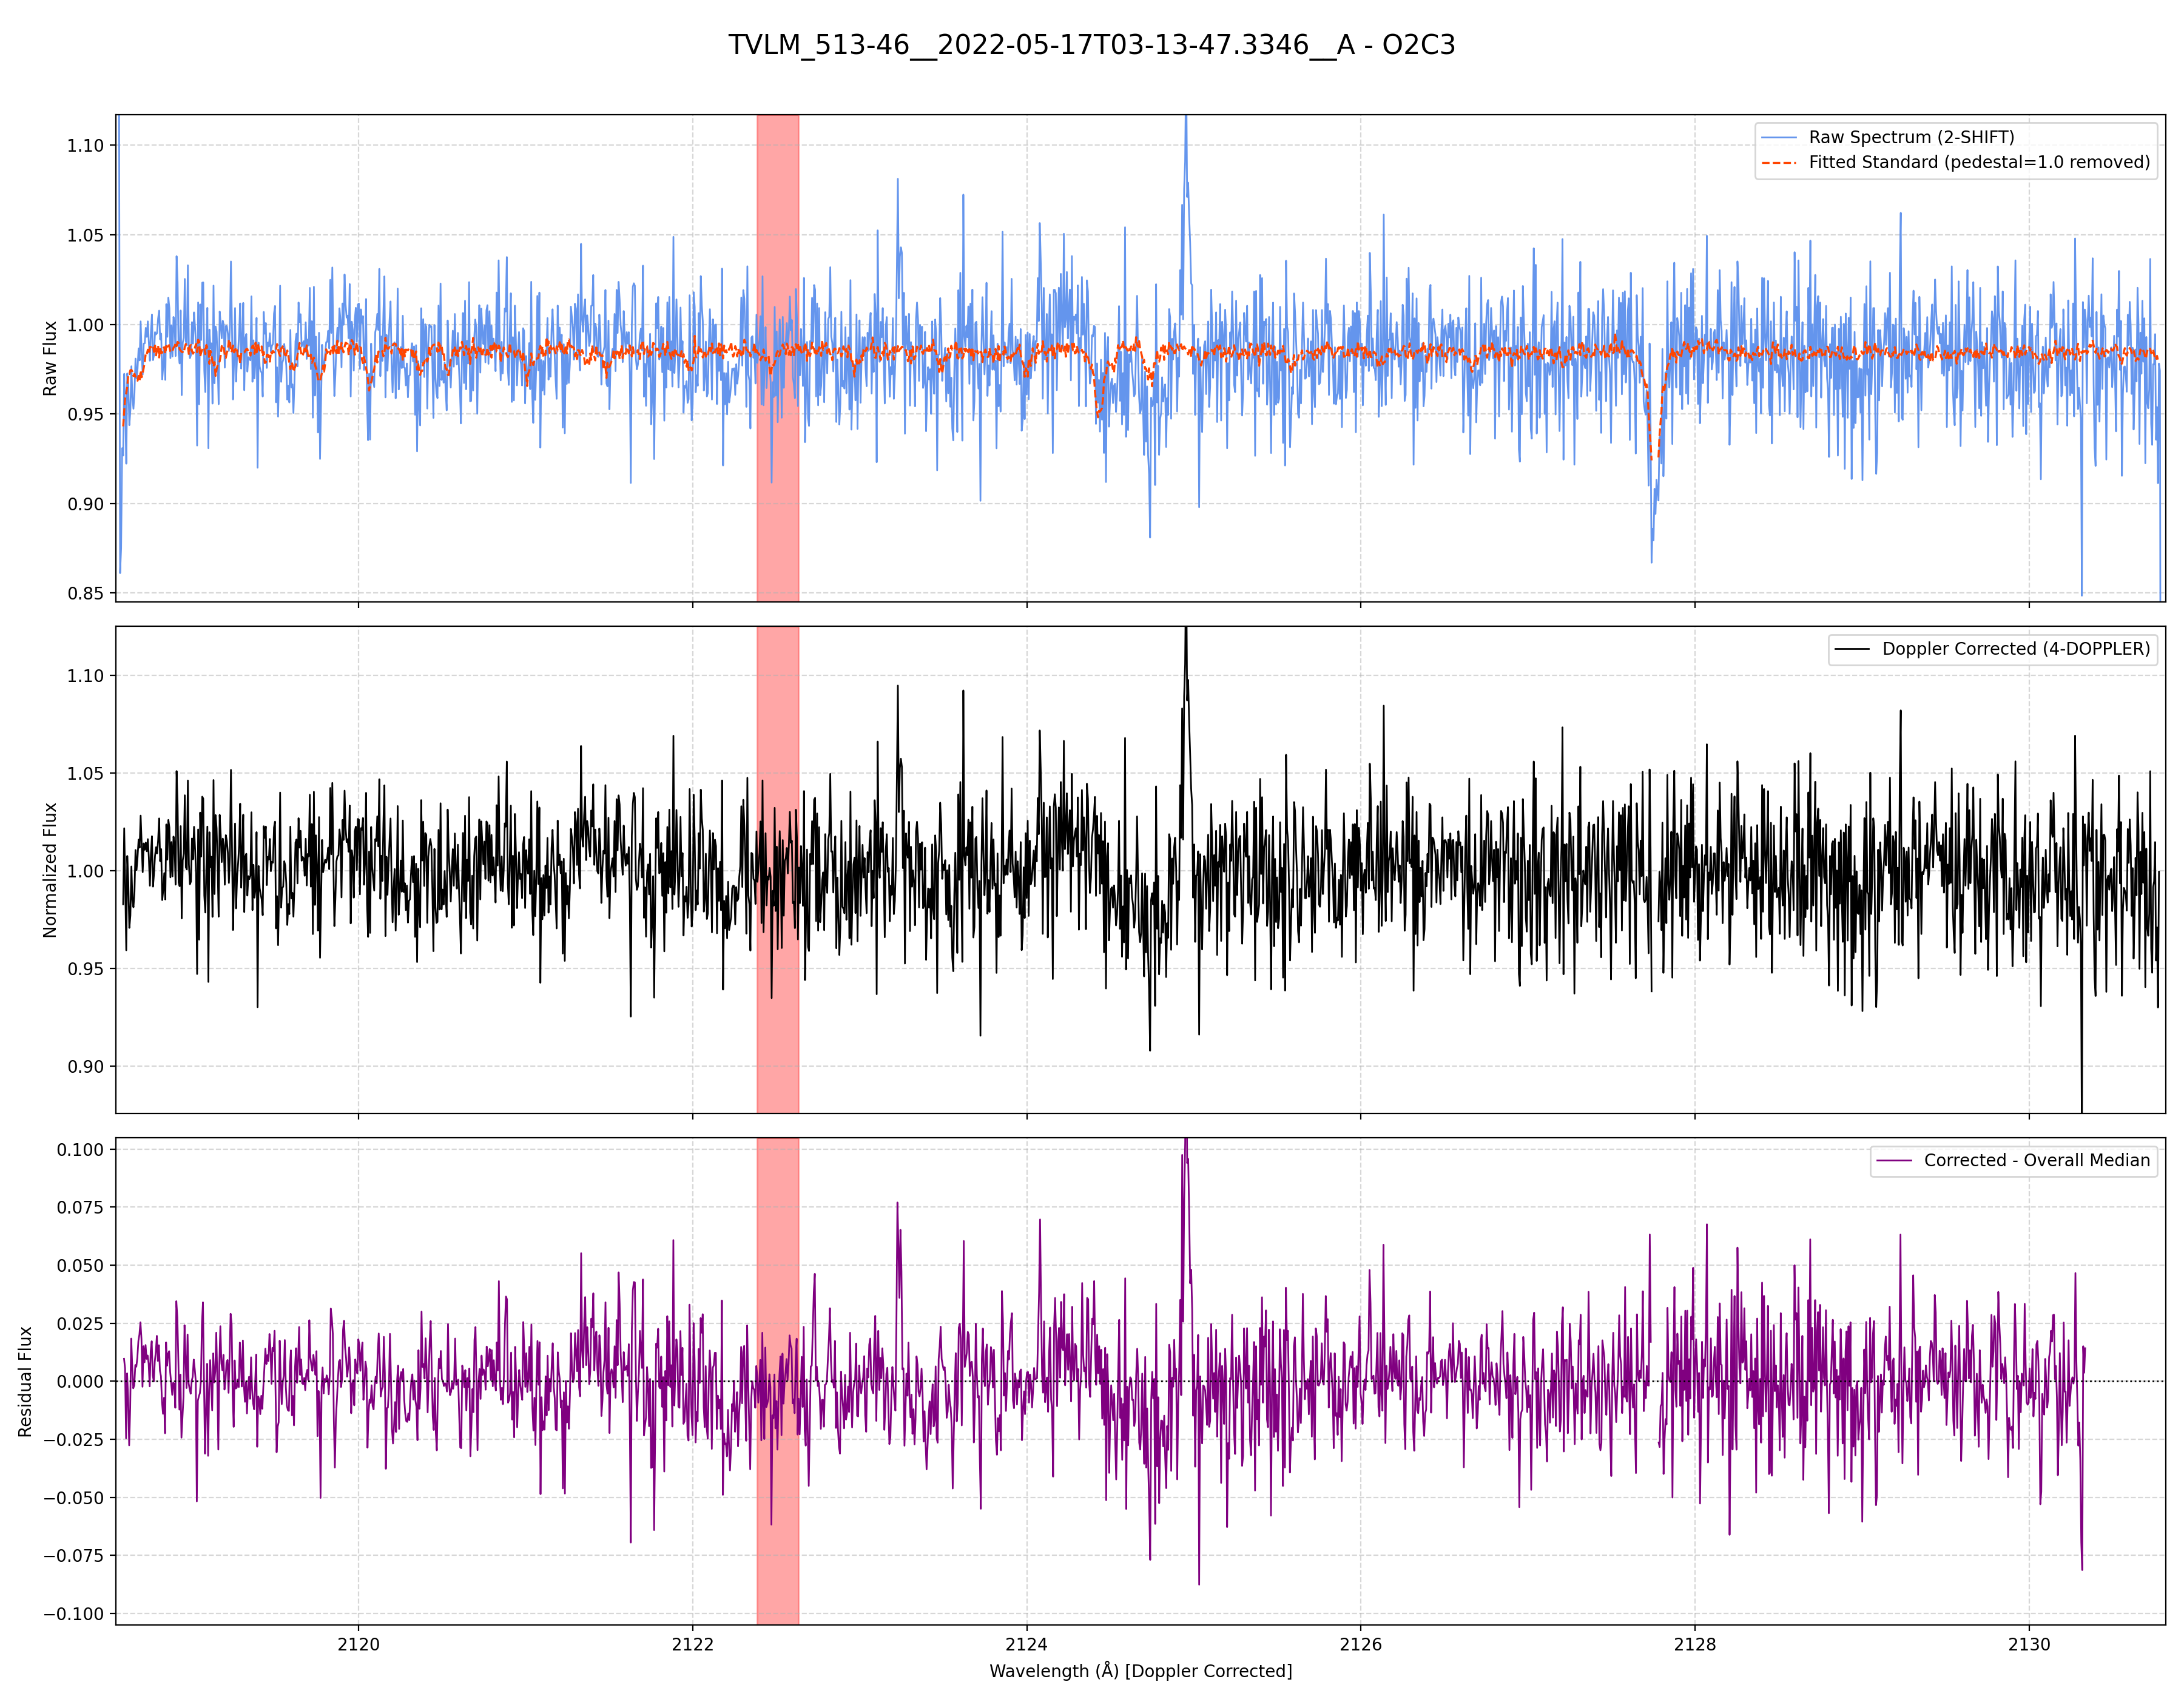 TVLM_513-46__2022-05-17T03-13-47.3346__A - O2C3
Raw Flux
1.10
1.05
1.00
0.95
0.90
0.85
Raw Spectrum (2-SHIFT)
Fitted Standard (pedestal=1.0 removed)
Normalized Flux
1.10
1.05
1.00
0.95
0.90
Doppler Corrected (4-DOPPLER)
Residual Flux
0.100
0.075
0.050
0.025
0.000
−0.025
−0.050
−0.075
−0.100
Corrected - Overall Median
2120 2122 2124 2126 2128 2130
Wavelength (Å) [Doppler Corrected]